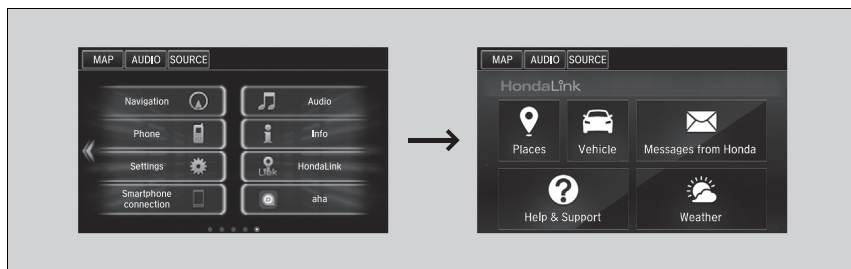 MAP AUDIO SOURCE
Navigation
Audio
Phone
Info
Settings
Link
HondaLink
Smartphone
connection
aha
MAP AUDIO SOURCE
HondaLink
Places
Vehicle
Messages from Honda
Help & Support
Weather